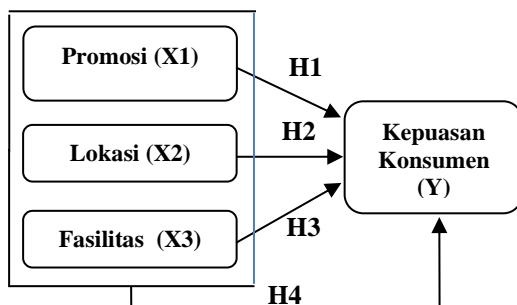 Promosi (X1)
H1
H2
Lokasi (X2)
Kepuasan
Konsumen
(Y)
Fasilitas (X3)
H3
H4